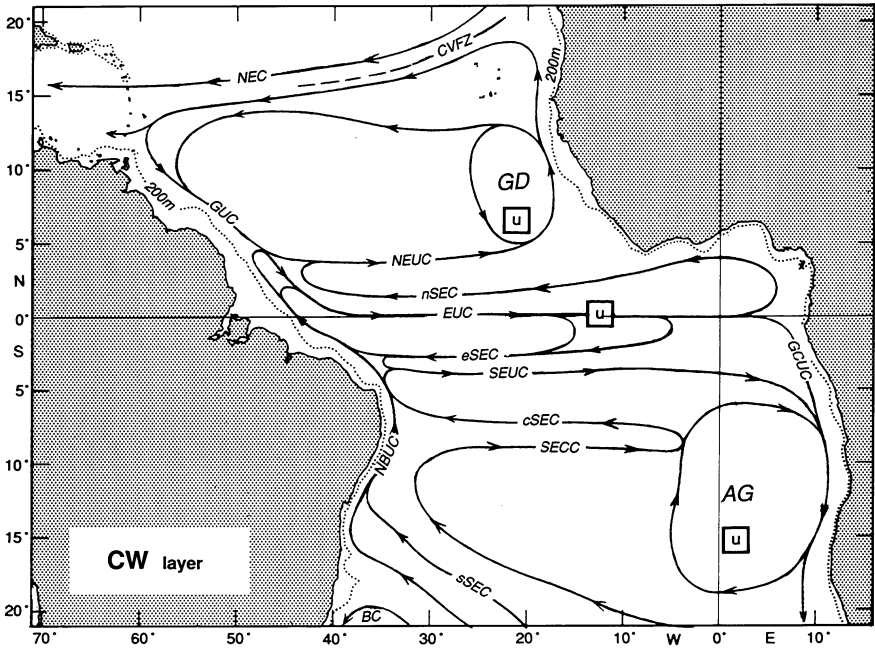 20°
CVFZ
NEC
200m
15°
10°
GD
200m
GUC
u
5°
NEUC
N
nSEC
EUC
u
0°
S
eSEC
GCUC
SEUC
5°
cSEC
NBUC
SECC
10°
AG
15°
u
CW layer
sSEC
20°
BC
70° 60° 50° 40° 30° 20° 10° W 0° E 10°